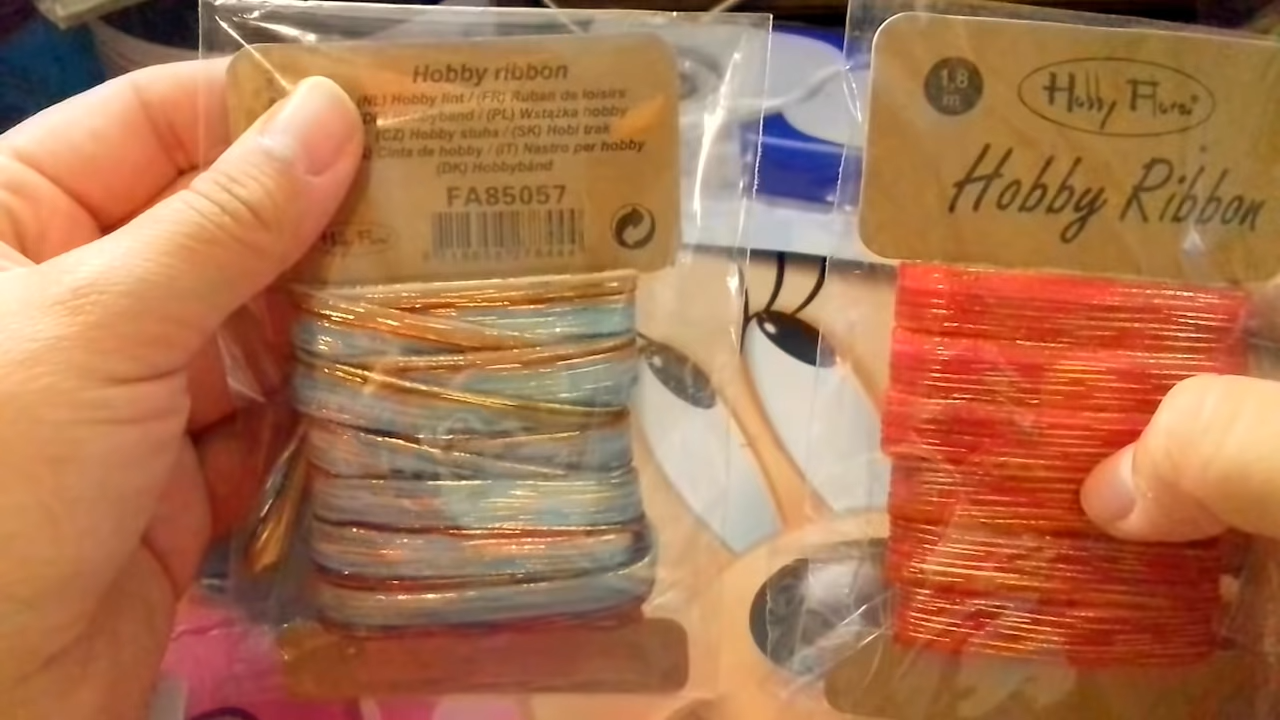 Hobby ribbon
(NL) Hobby lint / (FR) Ruban de loisirs
Hobbyband / (PL) Wstążka hobby
(CZ) Hobby stuha / (SK) Hobi trak
Cinta de hobby / (IT) Nastro per hobby
(DK) Hobbybånd
FA85057
1,8
m
Hobby
Hobby Ribbon